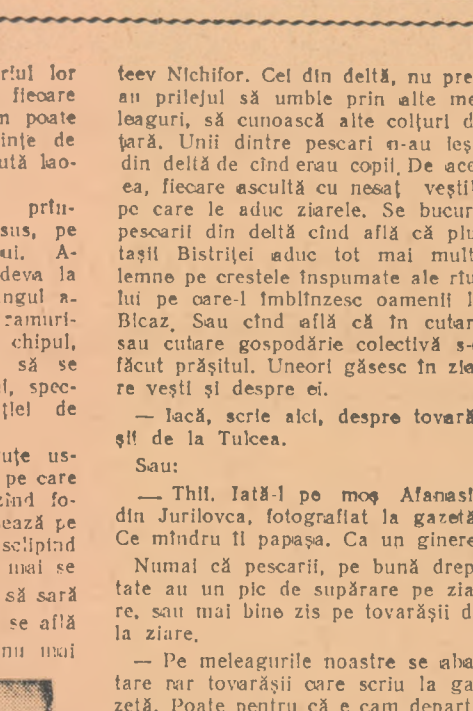 riul lor
fiecare
n poate
ințe de
ută lao-
prin-
sus, pe
ui. A-
deva la
ngul a-
ramuri-
chipul,
să se
i, spec-
ției de
uțe us-
pe care
zînd fo-
ează pe
sclipind
mai se
să sară
se află
nu mai
teev Nichifor. Cei din deltă, nu pre
au prilejul să umble prin alte me
leaguri, să cunoască alte colțuri d
țară. Unii dintre pescari n-au ieș
din deltă de cînd erau copii. De ace
ea, fiecare ascultă cu nesaț vești
pe care le aduc ziarele. Se bucur
pescarii din deltă cînd află că plu
tașii Bistriței aduc tot mai mult
lemne pe crestele înspumate ale rîu
lui pe care-l îmblînzesc oamenii l
Bicaz. Sau cînd află că în cutar
sau cutare gospodărie colectivă s-
făcut prășitul. Uneori găsesc în zia
re vești și despre ei.
— Iacă, scrie aici, despre tovară
șii de la Tulcea.
Sau:
— Thii. Iată-l pe moș Afanasi
din Jurilovca, fotografiat la gazetă
Ce mîndru îi papașa. Ca un ginere
Numai că pescarii, pe bună drep
tate au un pic de supărare pe zia
re, sau mai bine zis pe tovarășii d
la ziare.
— Pe meleagurile noastre se aba
tare rar tovarășii care scriu la ga
zetă. Poate pentru că e cam depart